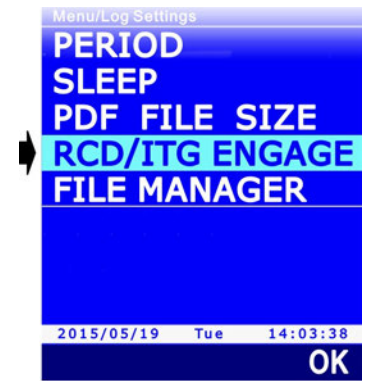 Menu/Log Settings
PERIOD
SLEEP
PDF FILE SIZE
RCD/ITG ENGAGE
FILE MANAGER
2015/05/19 Tue 14:03:38
OK